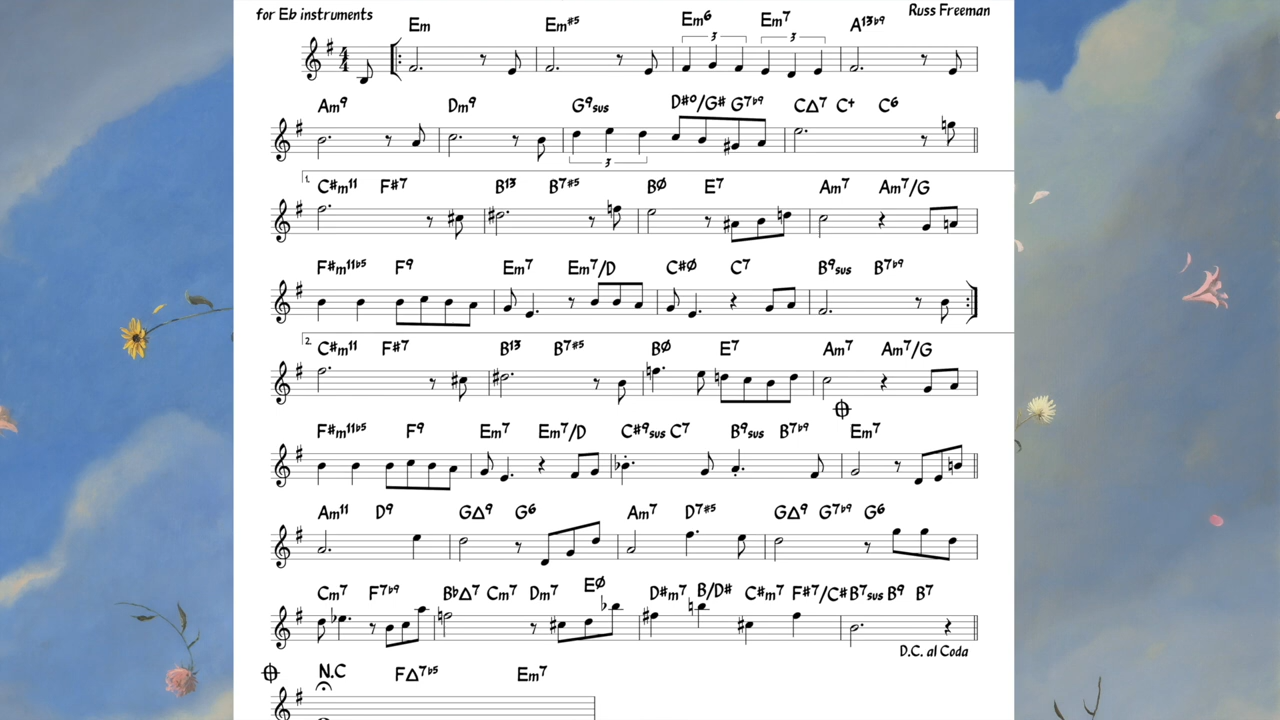 for Eb instruments
Russ Freeman
Em Em#5 Em6 Em7 A13b9
4 4 3 3
Am9 Dm9 G9sus D#o/G# G7b9 CΔ7 C+ C6
3
1.
C#m11 F#7 B13 B7#5 BØ E7 Am7 Am7/G
F#m11b5 F9 Em7 Em7/D C#Ø C7 B9sus B7b9
2.
C#m11 F#7 B13 B7#5 BØ E7 Am7 Am7/G
F#m11b5 F9 Em7 Em7/D C#9sus C7 B9sus B7b9 Em7
Am11 D9 GΔ9 G6 Am7 D7#5 GΔ9 G7b9 G6
Cm7 F7b9 BbΔ7 Cm7 Dm7 EØ D#m7 B/D# C#m7 F#7/C# B7sus B9 B7
D.C. al Coda
N.C FΔ7b5 Em7